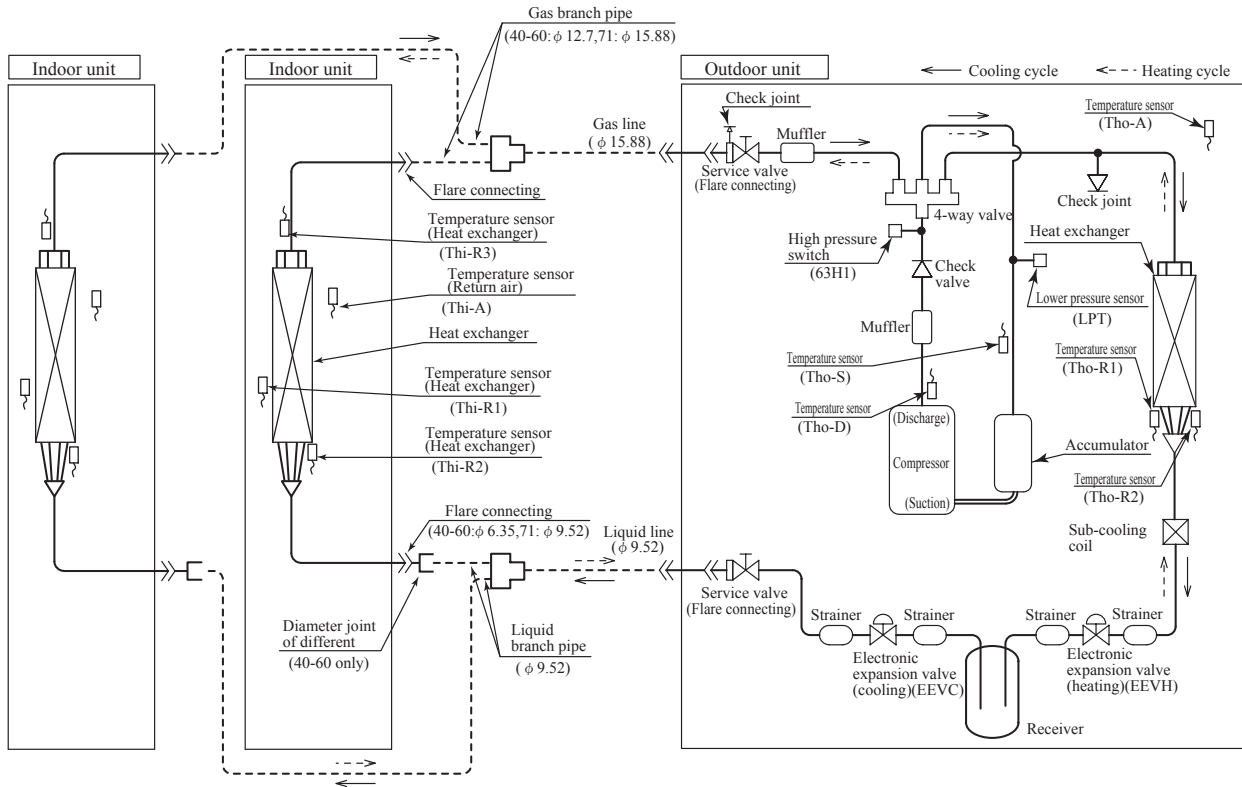 Gas branch pipe
(40-60: φ 12.7,71: φ 15.88)
Indoor unit
Indoor unit
Outdoor unit
Cooling cycle
Heating cycle
Check joint
Muffler
Temperature sensor
(Tho-A)
Gas line
(φ 15.88)
Service valve
(Flare connecting)
Flare connecting
4-way valve
Check joint
Temperature sensor
(Heat exchanger)
(Thi-R3)
High pressure
switch
(63H1)
Heat exchanger
Check
valve
Temperature sensor
(Return air)
(Thi-A)
Lower pressure sensor
(LPT)
Muffler
Heat exchanger
Temperature sensor
(Tho-S)
Temperature sensor
(Tho-R1)
Temperature sensor
(Heat exchanger)
(Thi-R1)
Temperature sensor
(Tho-D)
(Discharge)
Compressor
(Suction)
Accumulator
Temperature sensor
(Heat exchanger)
(Thi-R2)
Temperature sensor
(Tho-R2)
Flare connecting
(40-60:φ 6.35,71: φ 9.52)
Liquid line
(φ 9.52)
Sub-cooling
coil
Service valve
(Flare connecting)
Diameter joint
of different
(40-60 only)
Liquid
branch pipe
( φ 9.52)
Strainer
Strainer
Strainer
Strainer
Electronic
expansion valve
(cooling)(EEVC)
Electronic
expansion valve
(heating)(EEVH)
Receiver